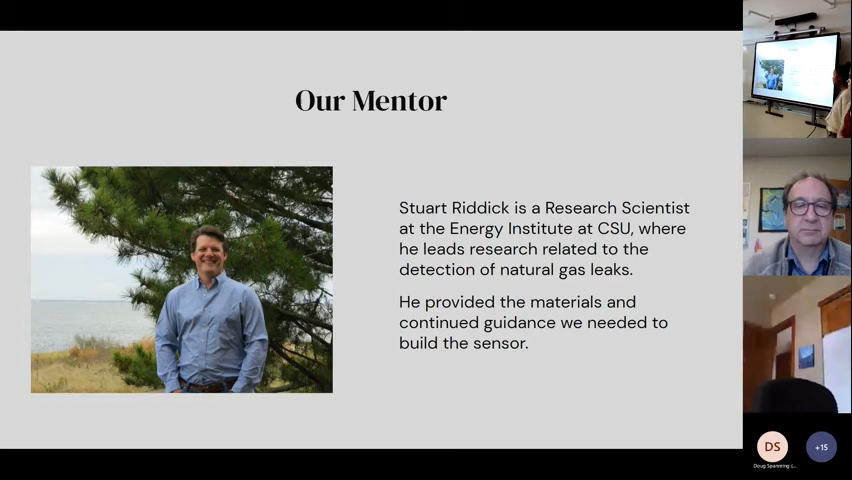 Our Mentor
Stuart Riddick is a Research Scientist
at the Energy Institute at CSU, where
he leads research related to the
detection of natural gas leaks.
He provided the materials and
continued guidance we needed to
build the sensor.
DS
+15
Doug Spanning